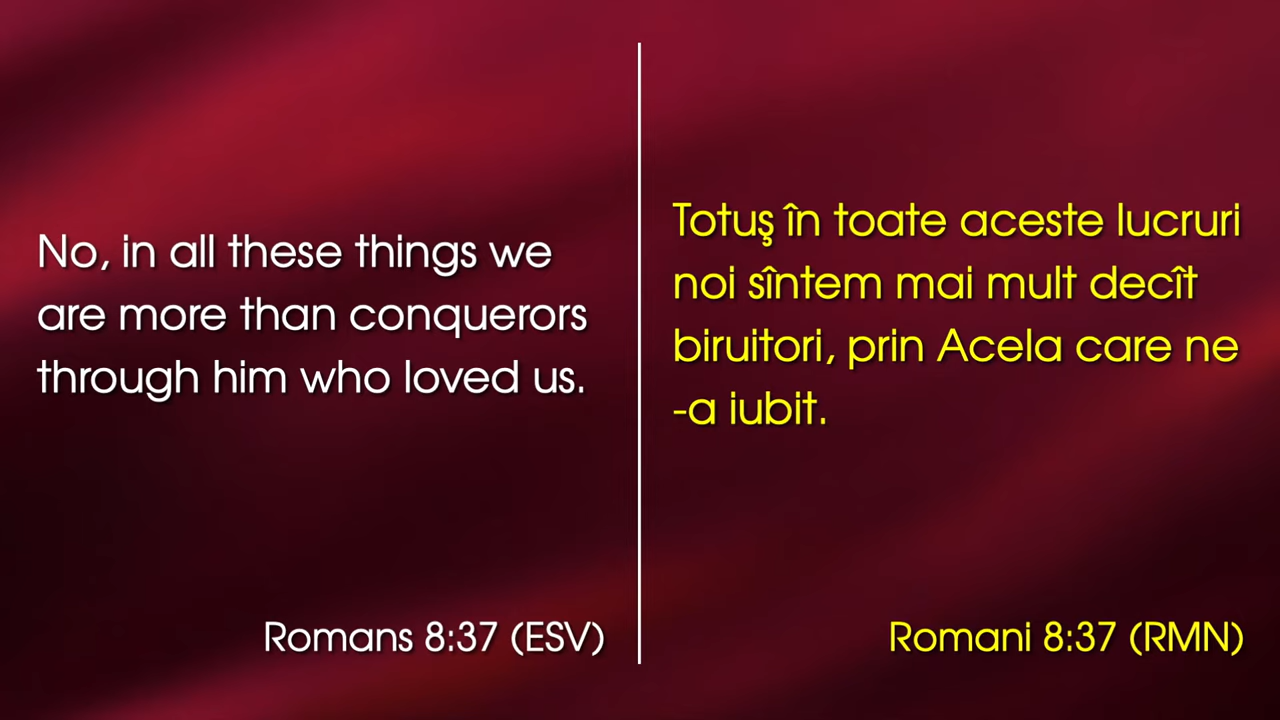 No, in all these things we
are more than conquerors
through him who loved us.
Romans 8:37 (ESV)
Totuş în toate aceste lucruri
noi sîntem mai mult decît
biruitori, prin Acela care ne
-a iubit.
Romani 8:37 (RMN)